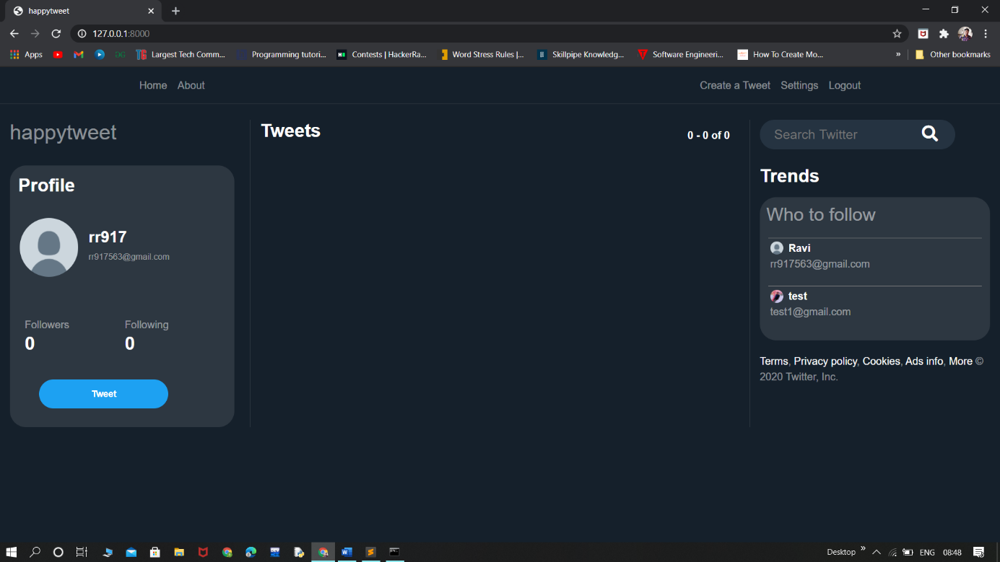 happytweet
127.0.0.1:8000
Apps
Largest Tech Comm...
Programming tutori...
Contests | HackerRa...
Word Stress Rules |...
Skillpipe Knowledg...
Software Engineeri...
How To Create Mo...
»
Other bookmarks
Home About
Create a Tweet Settings Logout
happytweet
Profile
rr917
rr917563@gmail.com
Followers Following
0 0
Tweet
Tweets
0 - 0 of 0
Search Twitter
Trends
Who to follow
Ravi
rr917563@gmail.com
test
test1@gmail.com
Terms, Privacy policy, Cookies, Ads info, More ©
2020 Twitter, Inc.
Desktop » ENG 08:48